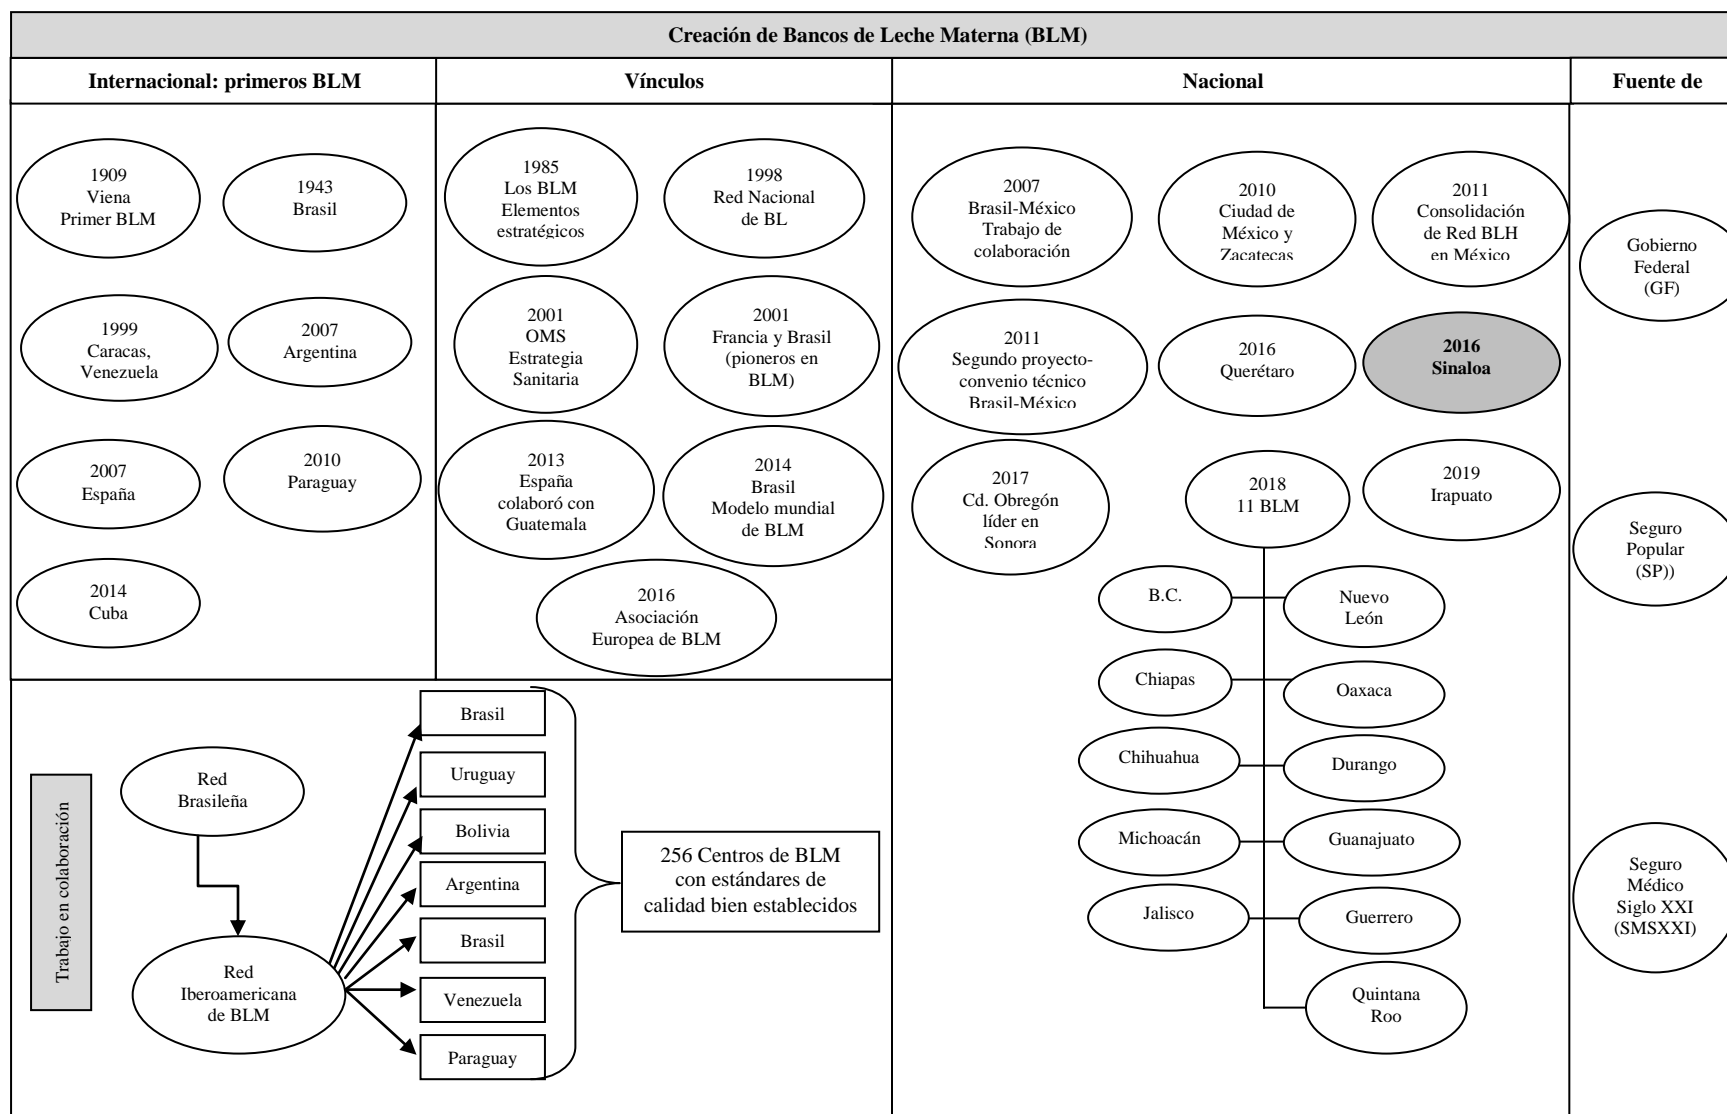 Creación de Bancos de Leche Materna (BLM)
Internacional: primeros BLM
Vínculos
Nacional
Fuente de
1909
Viena
Primer BLM
1943
Brasil
1999
Caracas,
Venezuela
2007
Argentina
2007
España
2010
Paraguay
2014
Cuba
1985
Los BLM
Elementos
estratégicos
1998
Red Nacional
de BL
2001
OMS
Estrategia
Sanitaria
2001
Francia y Brasil
(pioneros en
BLM)
2013
España
colaboró con
Guatemala
2014
Brasil
Modelo mundial
de BLM
2016
Asociación
Europea de BLM
2007
Brasil-México
Trabajo de
colaboración
2010
Ciudad de
México y
Zacatecas
2011
Consolidación
de Red BLH
en México
2011
Segundo proyecto-
convenio técnico
Brasil-México
2016
Querétaro
2016
Sinaloa
2017
Cd. Obregón
líder en
Sonora
2018
11 BLM
2019
Irapuato
B.C.
Nuevo
León
Chiapas
Oaxaca
Chihuahua
Durango
Michoacán
Guanajuato
Jalisco
Guerrero
Quintana
Roo
Gobierno
Federal
(GF)
Seguro
Popular
(SP))
Seguro
Médico
Siglo XXI
(SMSXXI)
Trabajo en colaboración
Red
Brasileña
Red
Iberoamericana
de BLM
Brasil
Uruguay
Bolivia
Argentina
Brasil
Venezuela
Paraguay
256 Centros de BLM
con estándares de
calidad bien establecidos